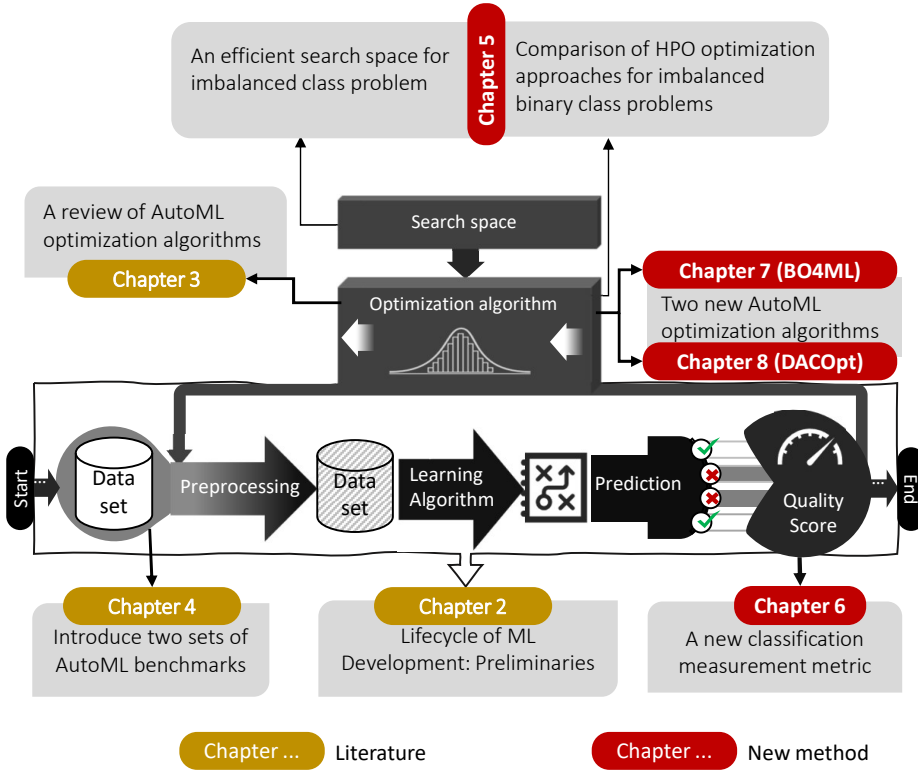 An efficient search space for
imbalanced class problem
Chapter 5
Comparison of HPO optimization
approaches for imbalanced
binary class problems
Search space
A review of AutoML
optimization algorithms
Chapter 3
Optimization algorithm
Chapter 7 (BO4ML)
Two new AutoML
optimization algorithms
Chapter 8 (DACOpt)
Start
Data
set
Preprocessing
Data
set
Learning
Algorithm
Prediction
Quality
Score
End
Chapter 4
Introduce two sets of
AutoML benchmarks
Chapter 2
Lifecycle of ML
Development: Preliminaries
Chapter 6
A new classification
measurement metric
Chapter ...
Literature
Chapter ...
New method